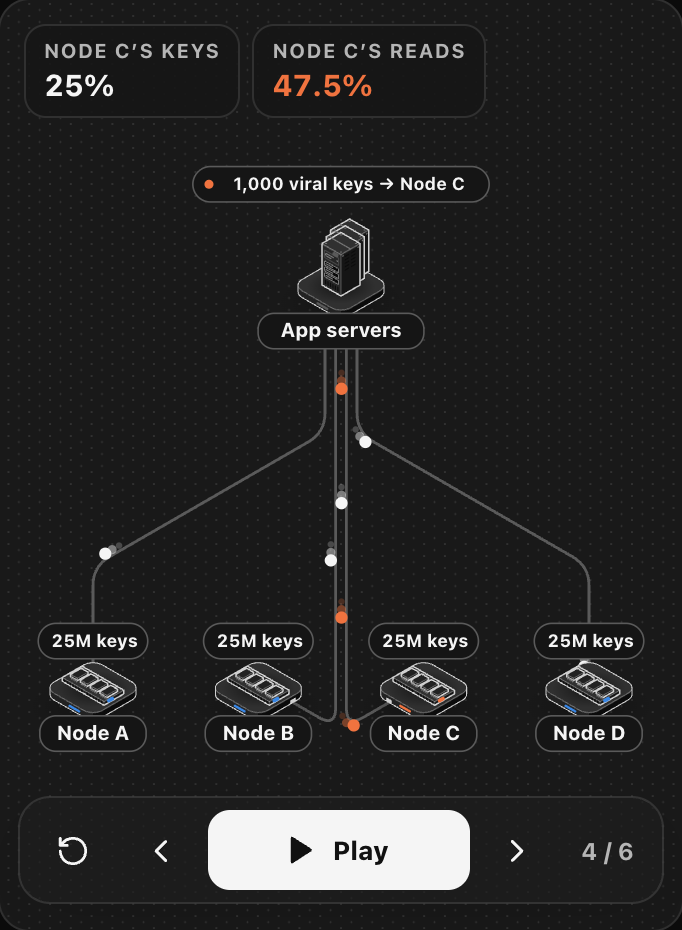 NODE C’S KEYS
25%
NODE C’S READS
47.5%
1,000 viral keys → Node C
App servers
25M keys
25M keys
25M keys
25M keys
Node A
Node B
Node C
Node D
Play
4 / 6